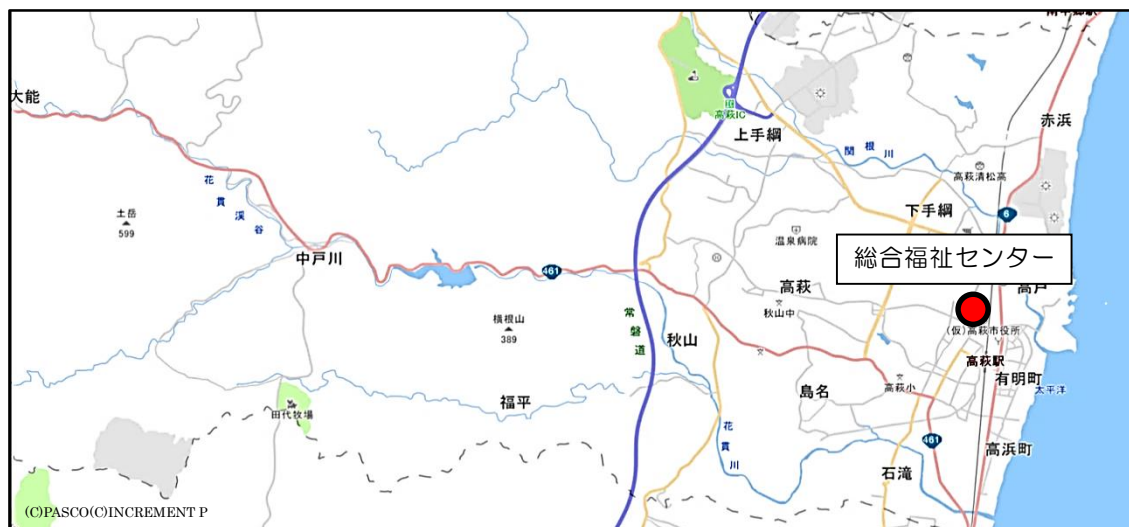 大能
土岳
599
花貫渓谷
中戸川
461
横根山
389
福平
田代牧場
常磐道
高萩IC
上手綱
関根川
赤浜
高萩清松高
6
下手綱
温泉病院
総合福祉センター
高萩
高戸
秋山中
(仮)高萩市役所
秋山
高萩駅
島名
高萩小
有明町
太平洋
花貫川
461
高浜町
石滝
(C)PASCO(C)INCREMENT P